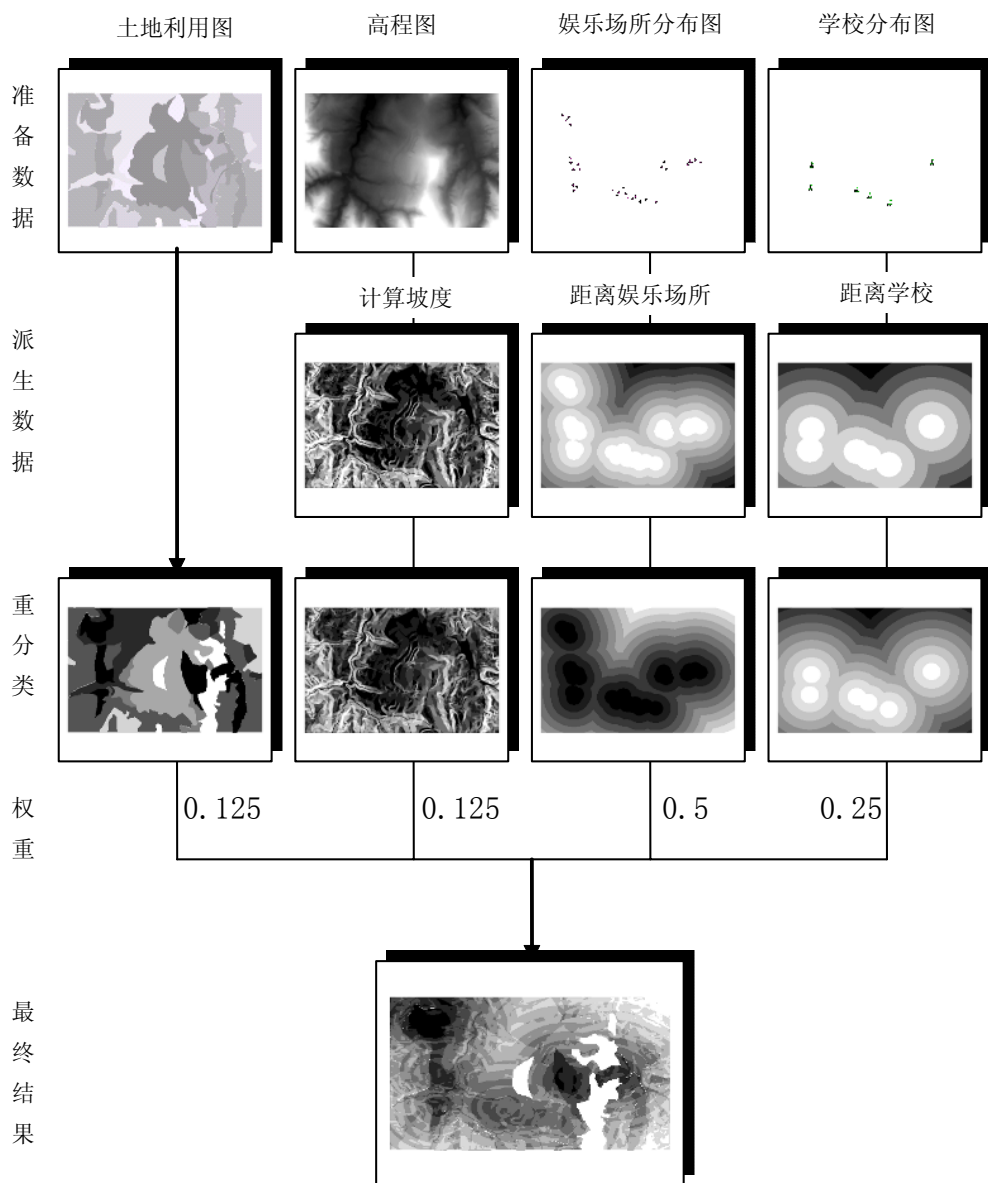 土地利用图
高程图
娱乐场所分布图
学校分布图
准备数据
计算坡度
距离娱乐场所
距离学校
派生数据
重分类
权重
0.125
0.125
0.5
0.25
最终结果